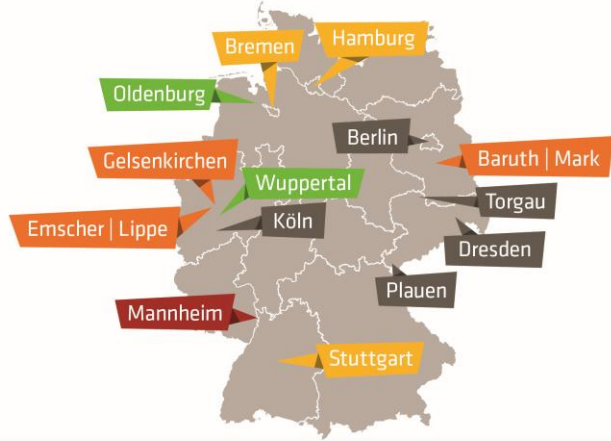 Hamburg
Bremen
Oldenburg
Berlin
Gelsenkirchen
Baruth | Mark
Wuppertal
Torgau
Emscher | Lippe
Köln
Dresden
Plauen
Mannheim
Stuttgart